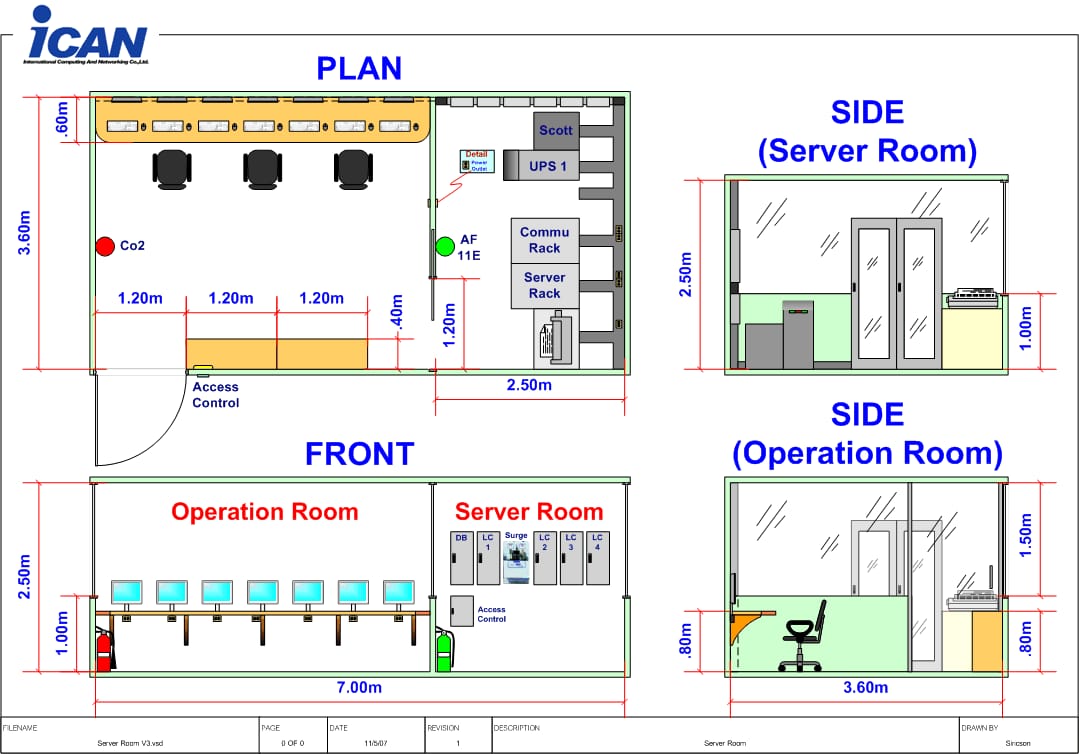 iCAN
International Computing And Networking Co.,Ltd.
PLAN
.60m
3.60m
Co2
1.20m
1.20m
1.20m
.40m
Access
Control
Detail
Power
Outlet
Scott
UPS 1
AF
11E
Commu
Rack
Server
Rack
1.20m
2.50m
SIDE
(Server Room)
2.50m
1.00m
FRONT
Operation Room
Server Room
DB
LC
1
Surge
LC
2
LC
3
LC
4
Access
Control
2.50m
1.00m
7.00m
SIDE
(Operation Room)
1.50m
.80m
.80m
3.60m
FILENAME
Server Room V3.vsd
PAGE
0 OF 0
DATE
11/5/07
REVISION
1
DESCRIPTION
Server Room
DRAWN BY
Siricson